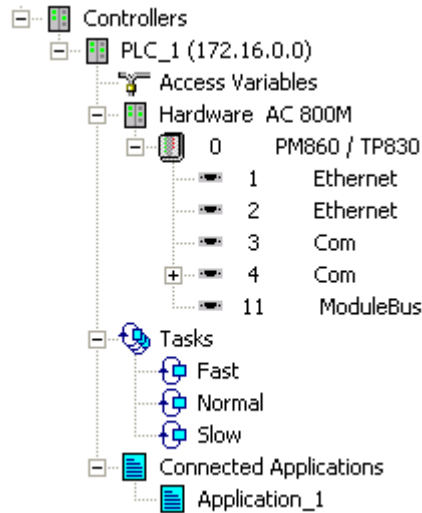 Controllers
PLC_1 (172.16.0.0)
Access Variables
Hardware AC 800M
0 PM860 / TP830
1 Ethernet
2 Ethernet
3 Com
4 Com
11 ModuleBus
Tasks
Fast
Normal
Slow
Connected Applications
Application_1